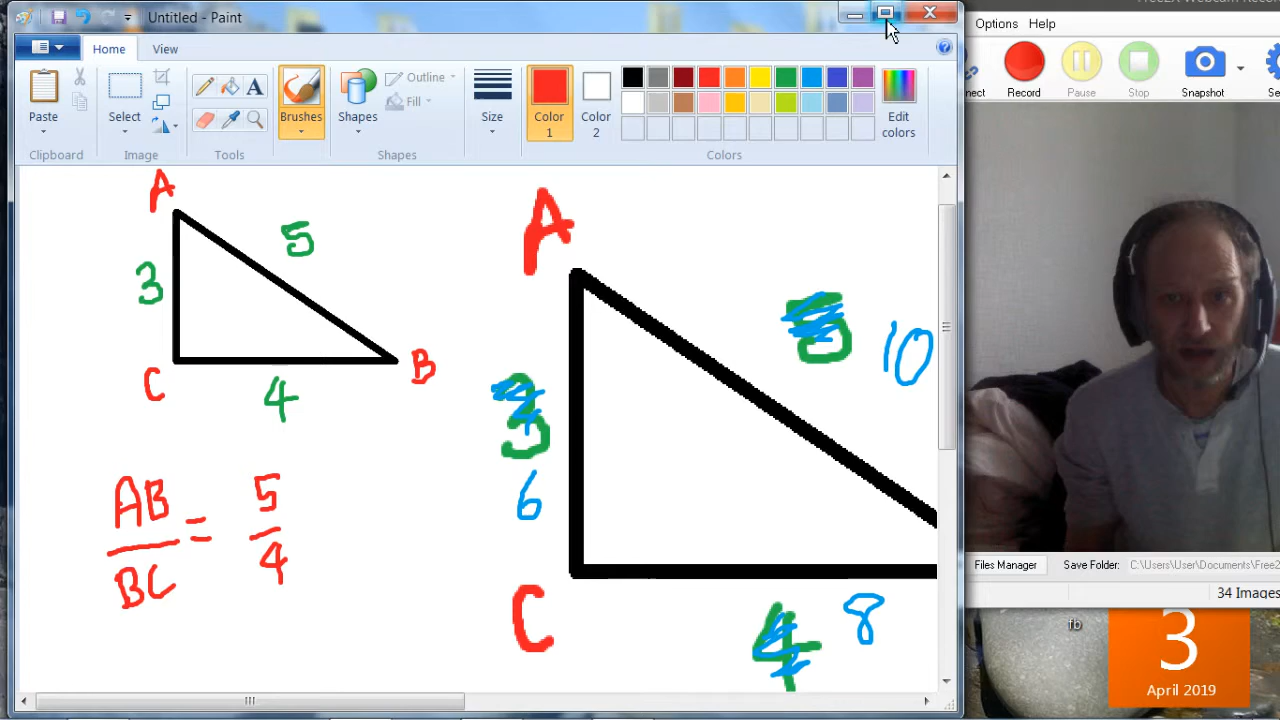 Untitled - Paint
Options Help
Home View
Paste
Select
Brushes
Shapes
Outline
Fill
Size
Color 1
Color 2
Edit colors
Clipboard
Image
Tools
Shapes
Colors
Record
Pause
Stop
Snapshot
A
5
3
C
4
B
AB
BC
=
5
4
A
5
10
3
6
C
4
8
Files Manager
Save Folder:
C:\Users\User\Documents\Free2
34 Images
fb
3
April 2019